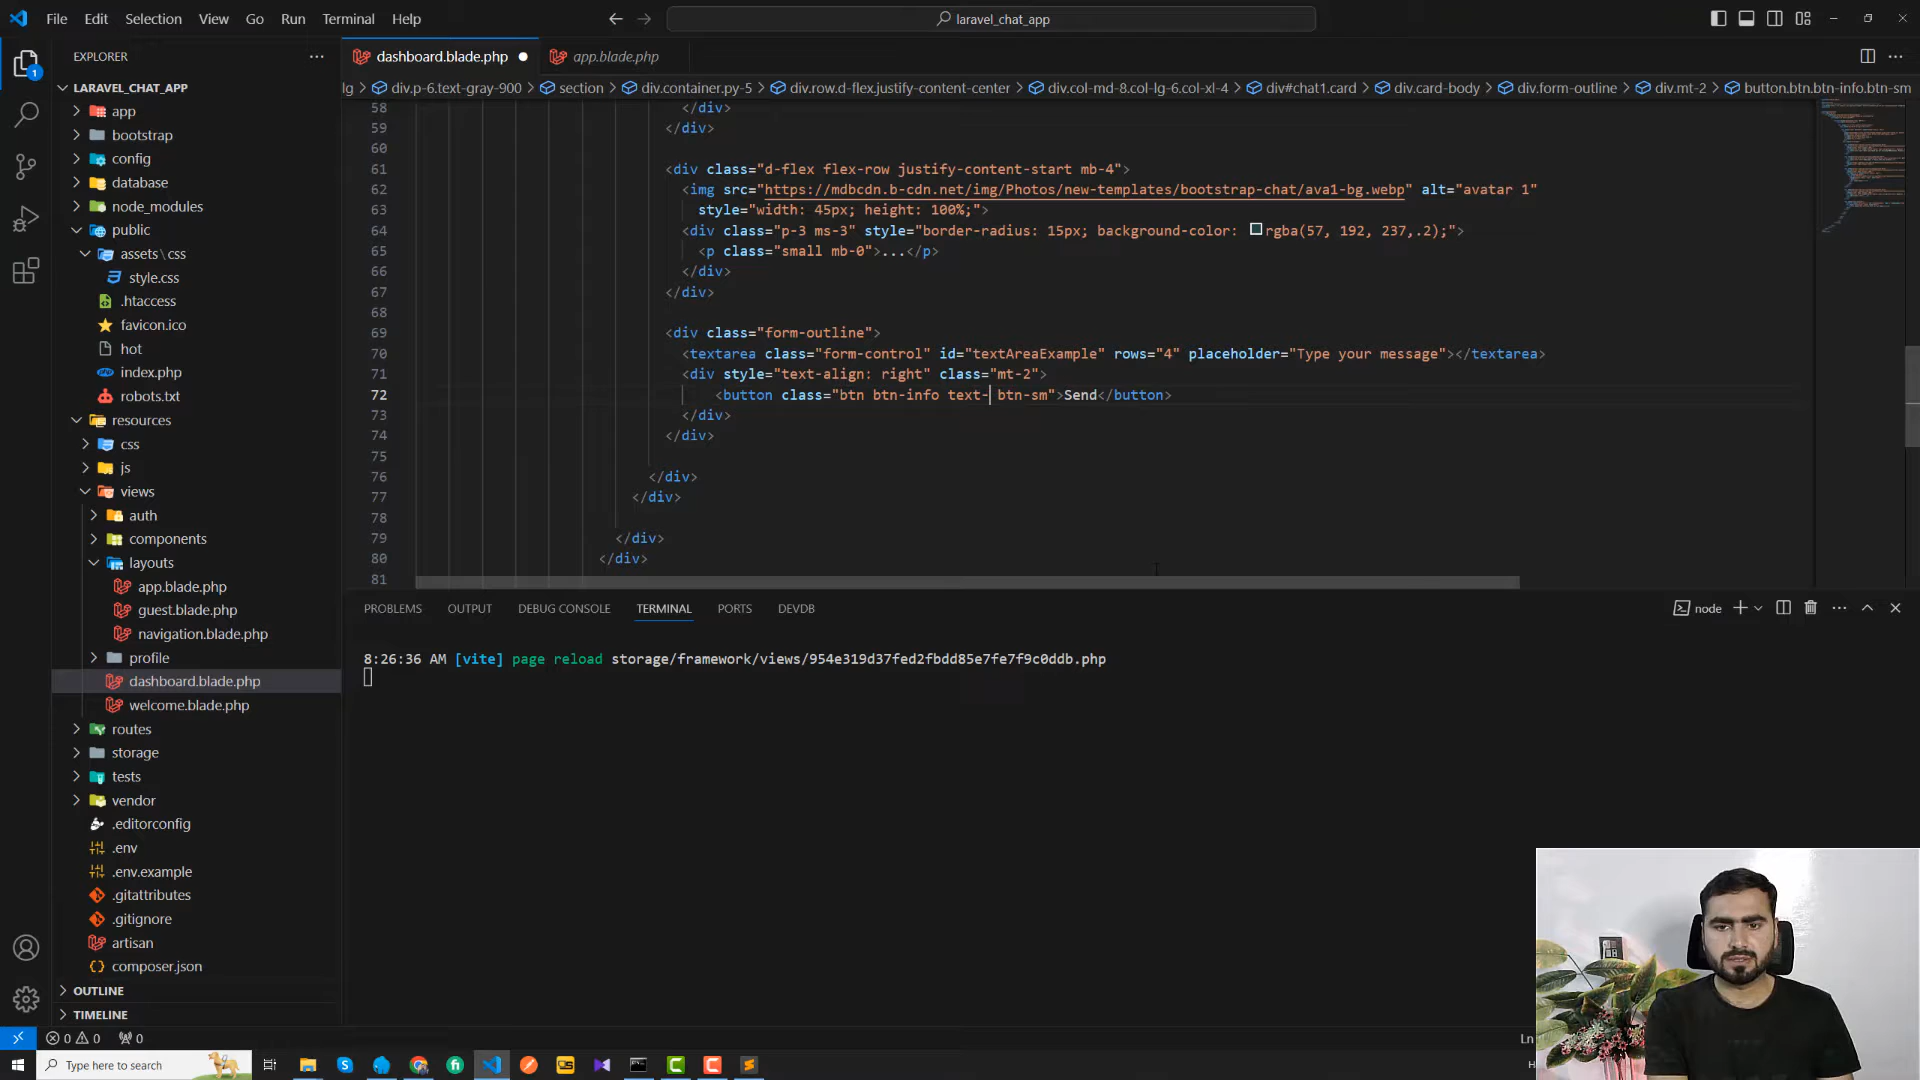 File Edit Selection View Go Run Terminal Help
laravel_chat_app
EXPLORER
dashboard.blade.php
app.blade.php
lg > div.p-6.text-gray-900 > section > div.container.py-5 > div.row.d-flex.justify-content-center > div.col-md-8.col-lg-6.col-xl-4 > div#chat1.card > div.card-body > div.form-outline > div.mt-2 > button.btn.btn-info.btn-sm
1
LARAVEL_CHAT_APP
app
bootstrap
config
database
node_modules
public
assets\css
style.css
.htaccess
favicon.ico
hot
index.php
robots.txt
resources
css
js
views
auth
components
layouts
app.blade.php
guest.blade.php
navigation.blade.php
profile
dashboard.blade.php
welcome.blade.php
routes
storage
tests
vendor
.editorconfig
.env
.env.example
.gitattributes
.gitignore
artisan
composer.json
OUTLINE
TIMELINE
58 </div>
59 </div>
60
61 <div class="d-flex flex-row justify-content-start mb-4">
62 <img src="https://mdbcdn.b-cdn.net/img/Photos/new-templates/bootstrap-chat/ava1-bg.webp" alt="avatar 1"
63 style="width: 45px; height: 100%;">
64 <div class="p-3 ms-3" style="border-radius: 15px; background-color: rgba(57, 192, 237,.2);">
65 <p class="small mb-0">...</p>
66 </div>
67 </div>
68
69 <div class="form-outline">
70 <textarea class="form-control" id="textAreaExample" rows="4" placeholder="Type your message"></textarea>
71 <div style="text-align: right" class="mt-2">
72 <button class="btn btn-info text- btn-sm">Send</button>
73 </div>
74 </div>
75
76 </div>
77 </div>
78
79 </div>
80 </div>
81
PROBLEMS OUTPUT DEBUG CONSOLE TERMINAL PORTS DEVDB
node
8:26:36 AM [vite] page reload storage/framework/views/954e319d37fed2fbdd85e7fe7f9c0ddb.php
0 0 0
Ln
Type here to search